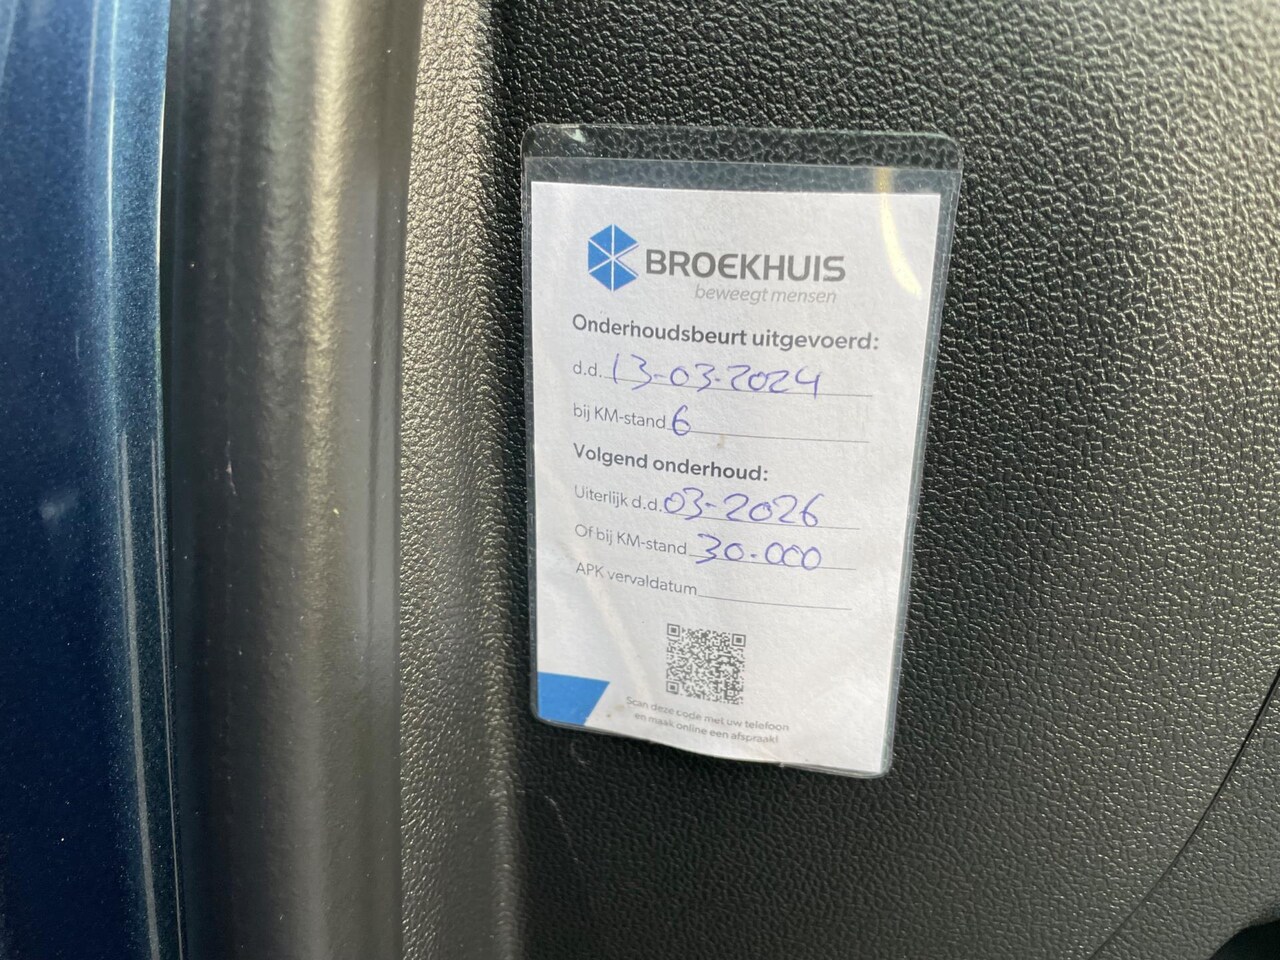 BROEKHUIS
beweegt mensen
Onderhoudsbeurt uitgevoerd:
d.d. 13-03-2024
bij KM-stand 6
Volgend onderhoud:
Uiterlijk d.d. 03-2026
Of bij KM-stand 30.000
APK vervaldatum
Scan deze code met uw telefoon
en maak online een afspraak!